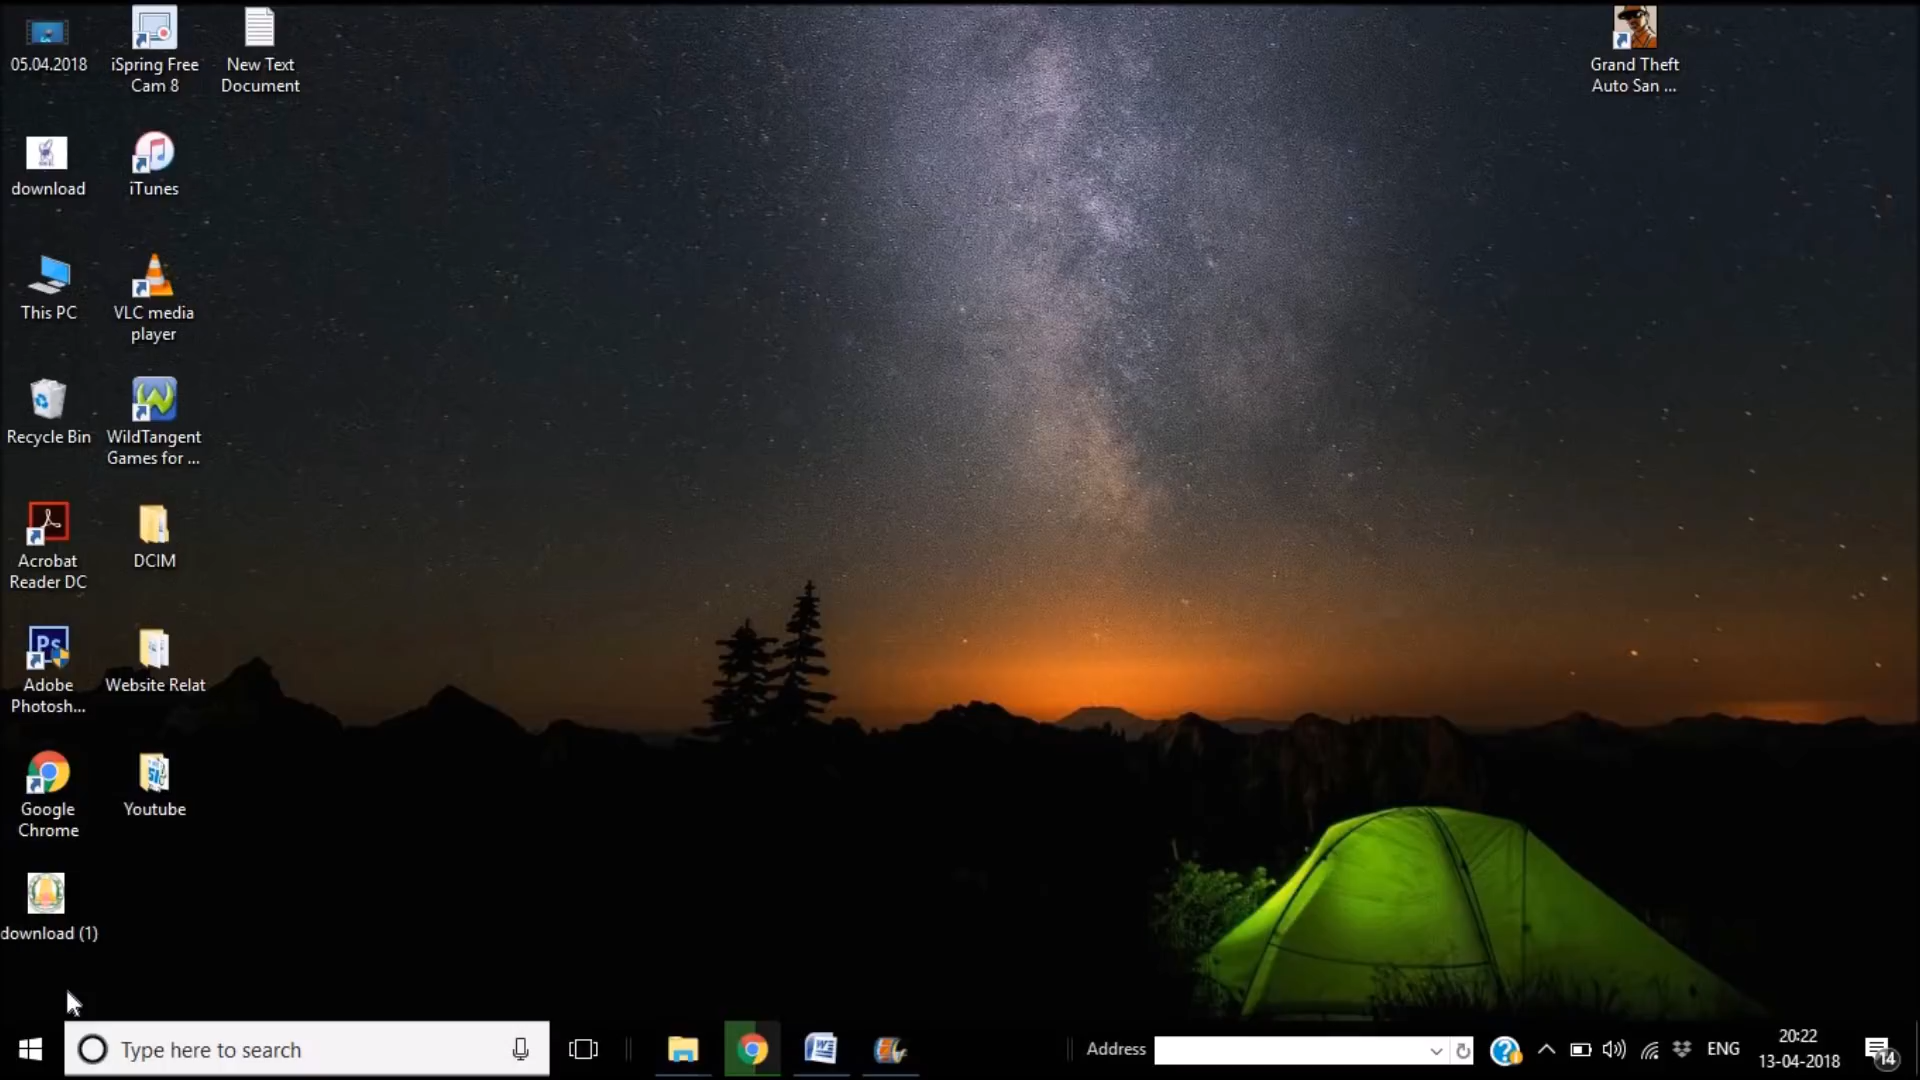 05.04.2018
iSpring Free
Cam 8
New Text
Document
Grand Theft
Auto San ...
download
iTunes
This PC
VLC media
player
Recycle Bin
WildTangent
Games for ...
Acrobat
Reader DC
DCIM
Ps
Adobe
Photosh...
Website Relat
Google
Chrome
Youtube
download (1)
Type here to search
Address
ENG
20:22
13-04-2018
14